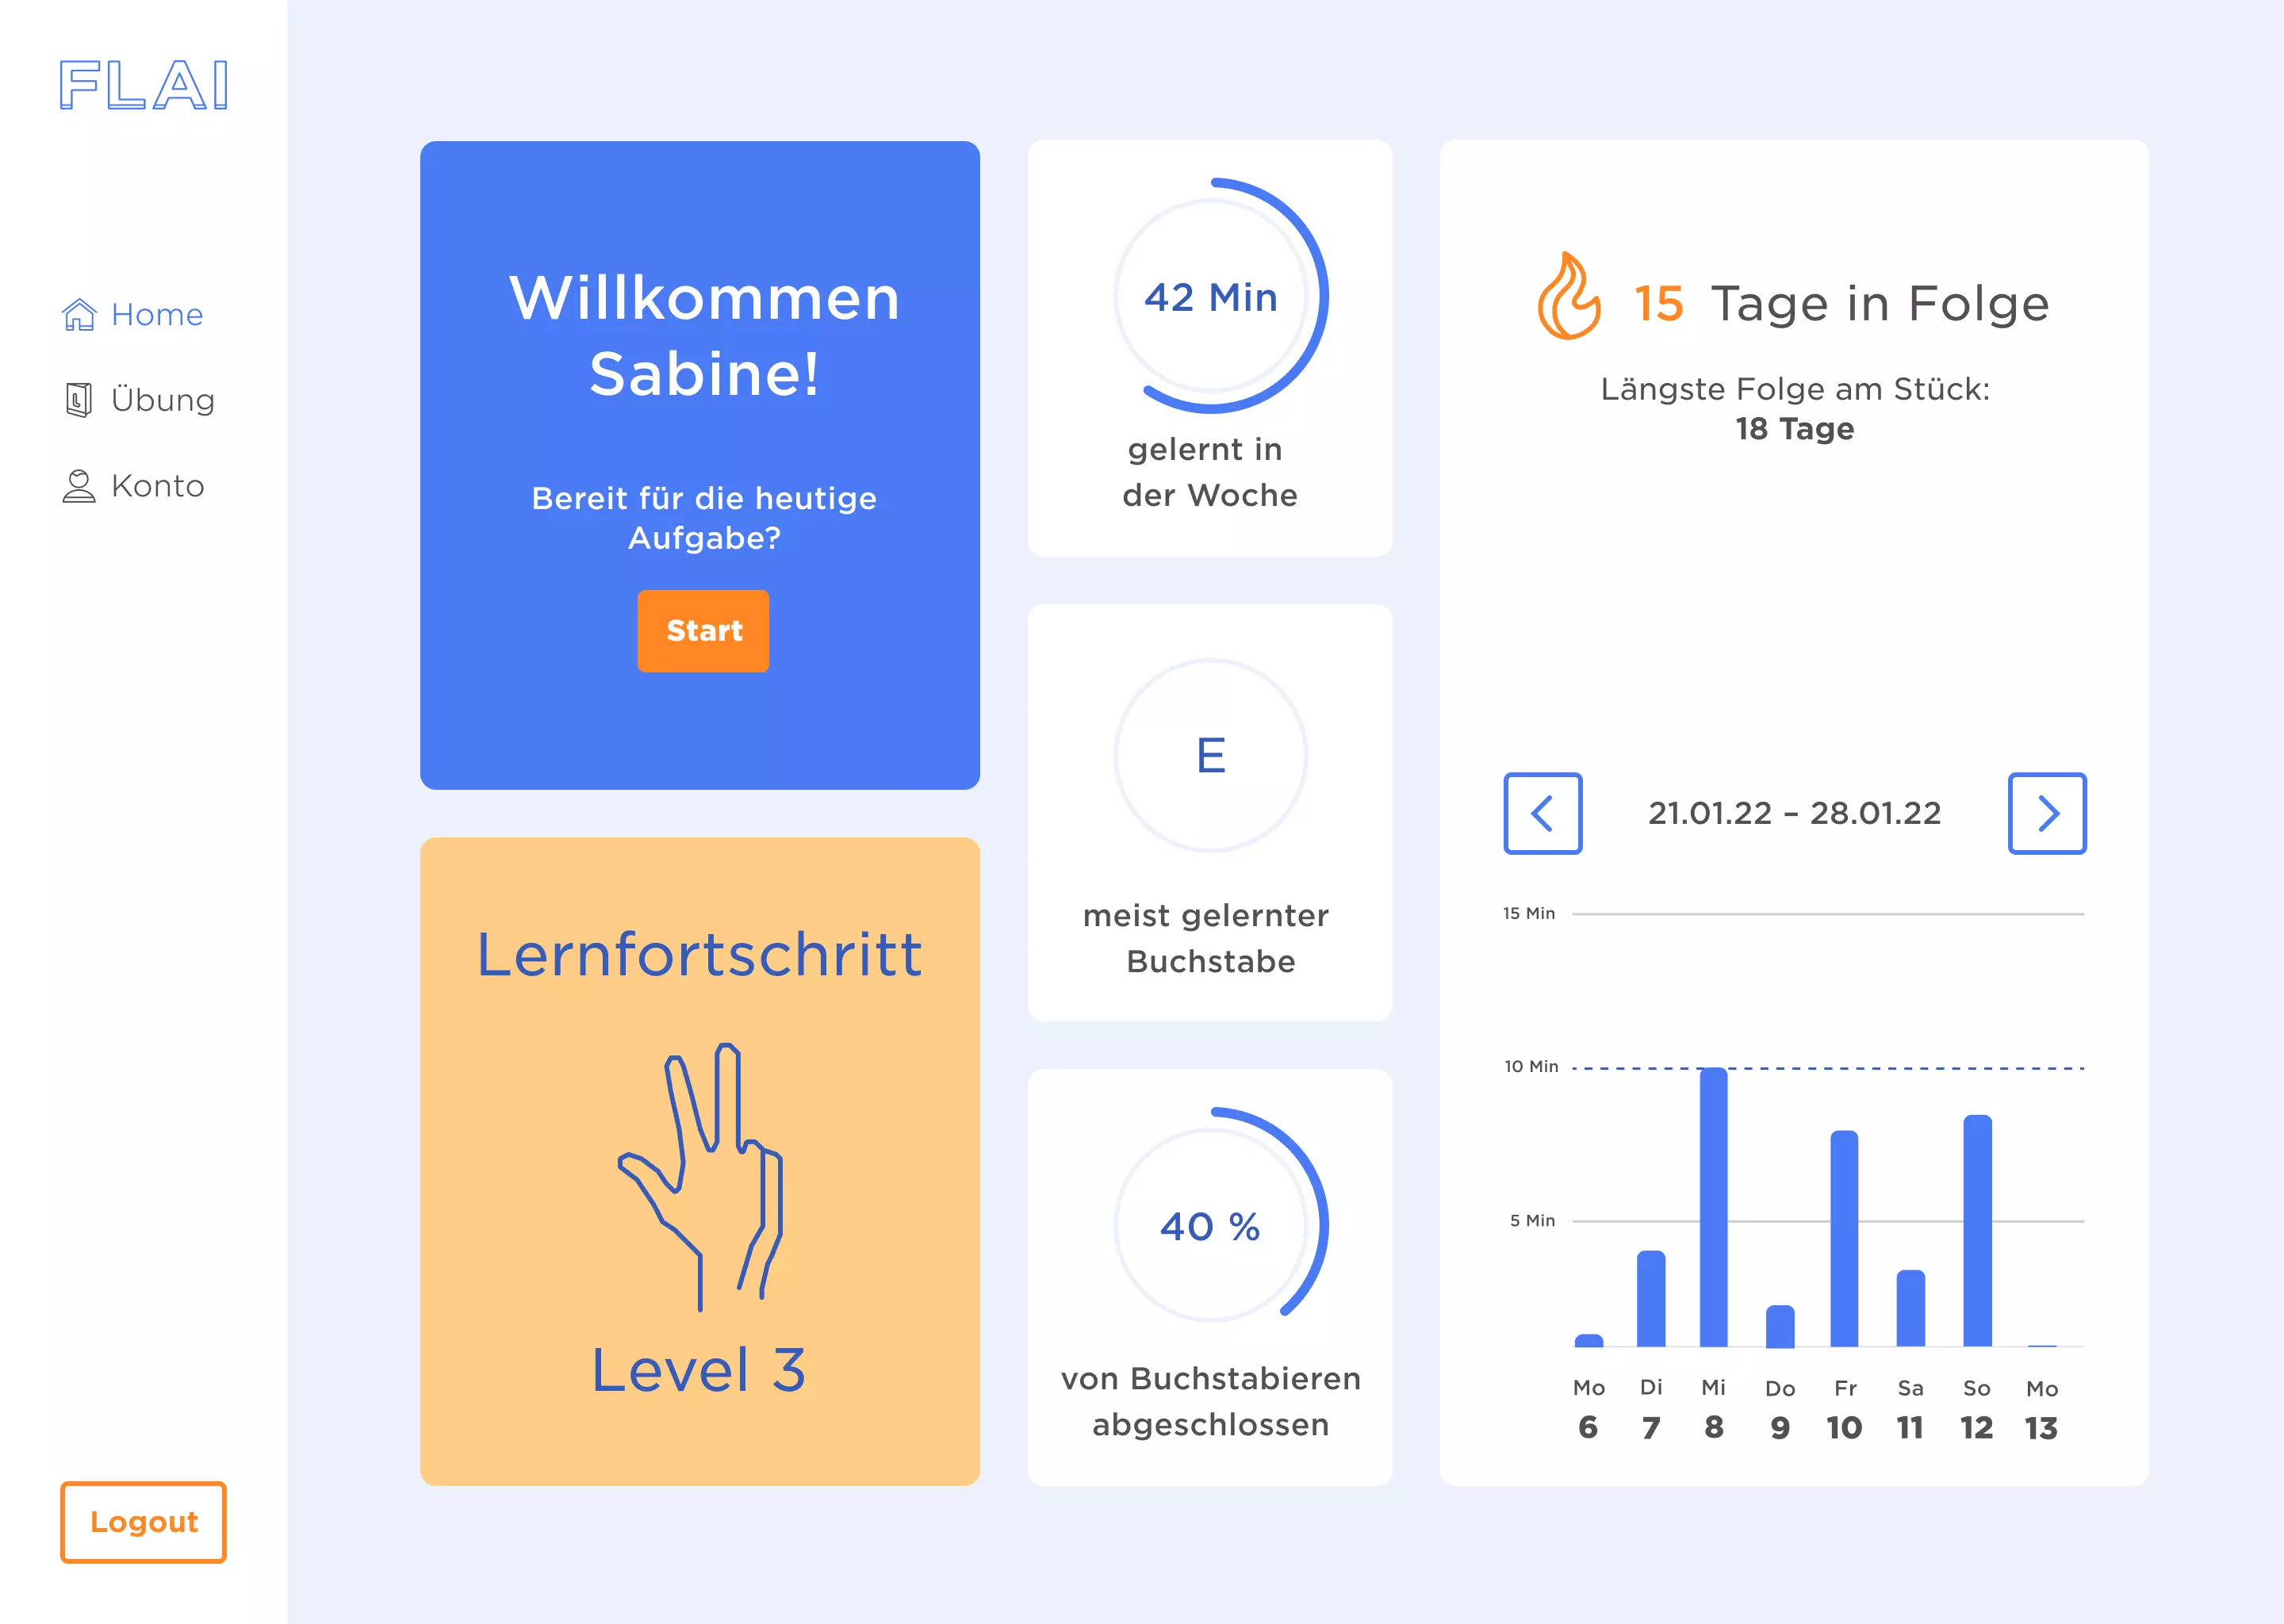 FLAI
Home
Übung
Konto
Logout
Willkommen
Sabine!
Bereit für die heutige
Aufgabe?
Start
Lernfortschritt
Level 3
42 Min
gelernt in
der Woche
E
meist gelernter
Buchstabe
40 %
von Buchstabieren
abgeschlossen
15 Tage in Folge
Längste Folge am Stück:
18 Tage
21.01.22 – 28.01.22
15 Min
10 Min
5 Min
Mo Di Mi Do Fr Sa So Mo
6 7 8 9 10 11 12 13